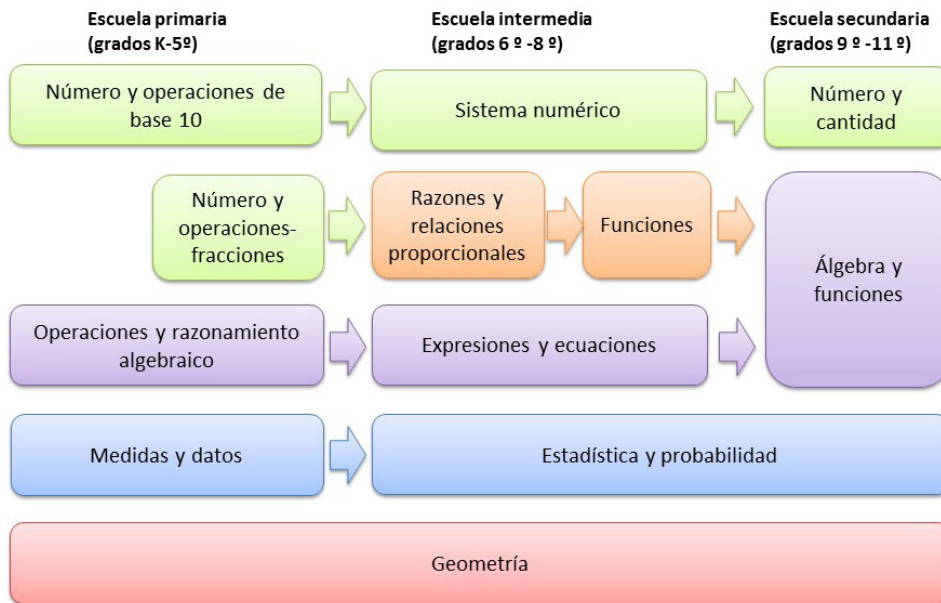 Escuela primaria
(grados K-5º)
Escuela intermedia
(grados 6 º -8 º)
Escuela secundaria
(grados 9 º -11 º)
Número y operaciones de
base 10
Sistema numérico
Número y
cantidad
Número y
operaciones-
fracciones
Razones y
relaciones
proporcionales
Funciones
Álgebra y
funciones
Operaciones y razonamiento
algebraico
Expresiones y ecuaciones
Medidas y datos
Estadística y probabilidad
Geometría